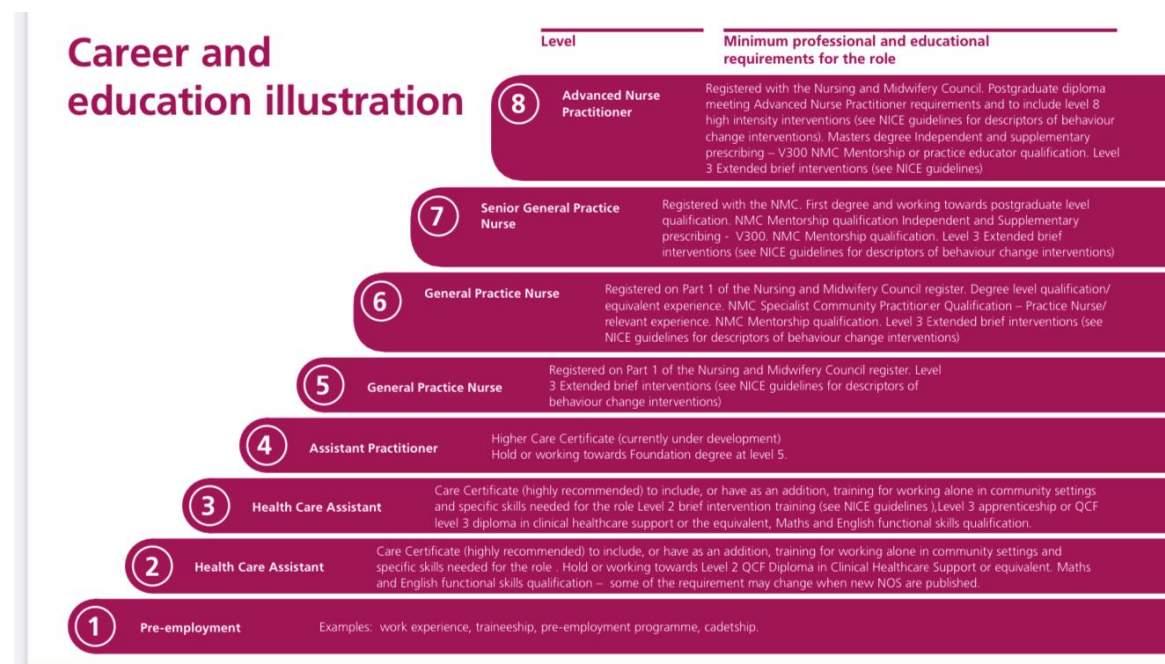 Career and
education illustration
Level
Minimum professional and educational
requirements for the role
8
Advanced Nurse
Practitioner
Registered with the Nursing and Midwifery Council. Postgraduate diploma
meeting Advanced Nurse Practitioner requirements and to include level 8
high intensity interventions (see NICE guidelines for descriptors of behaviour
change interventions). Masters degree Independent and supplementary
prescribing – V300 NMC Mentorship or practice educator qualification. Level
3 Extended brief interventions (see NICE guidelines)
7
Senior General Practice
Nurse
Registered with the NMC. First degree and working towards postgraduate level
qualification. NMC Mentorship qualification Independent and Supplementary
prescribing - V300. NMC Mentorship qualification. Level 3 Extended brief
interventions (see NICE guidelines for descriptors of behaviour change interventions)
6
General Practice Nurse
Registered on Part 1 of the Nursing and Midwifery Council register. Degree level qualification/
equivalent experience. NMC Specialist Community Practitioner Qualification – Practice Nurse/
relevant experience. NMC Mentorship qualification. Level 3 Extended brief interventions (see
NICE guidelines for descriptors of behaviour change interventions)
5
General Practice Nurse
Registered on Part 1 of the Nursing and Midwifery Council register. Level
3 Extended brief interventions (see NICE guidelines for descriptors of
behaviour change interventions)
4
Assistant Practitioner
Higher Care Certificate (currently under development)
Hold or working towards Foundation degree at level 5.
3
Health Care Assistant
Care Certificate (highly recommended) to include, or have as an addition, training for working alone in community settings
and specific skills needed for the role Level 2 brief intervention training (see NICE guidelines ),Level 3 apprenticeship or QCF
level 3 diploma in clinical healthcare support or the equivalent, Maths and English functional skills qualification.
2
Health Care Assistant
Care Certificate (highly recommended) to include, or have as an addition, training for working alone in community settings and
specific skills needed for the role . Hold or working towards Level 2 QCF Diploma in Clinical Healthcare Support or equivalent. Maths
and English functional skills qualification – some of the requirement may change when new NOS are published.
1
Pre-employment
Examples: work experience, traineeship, pre-employment programme, cadetship.